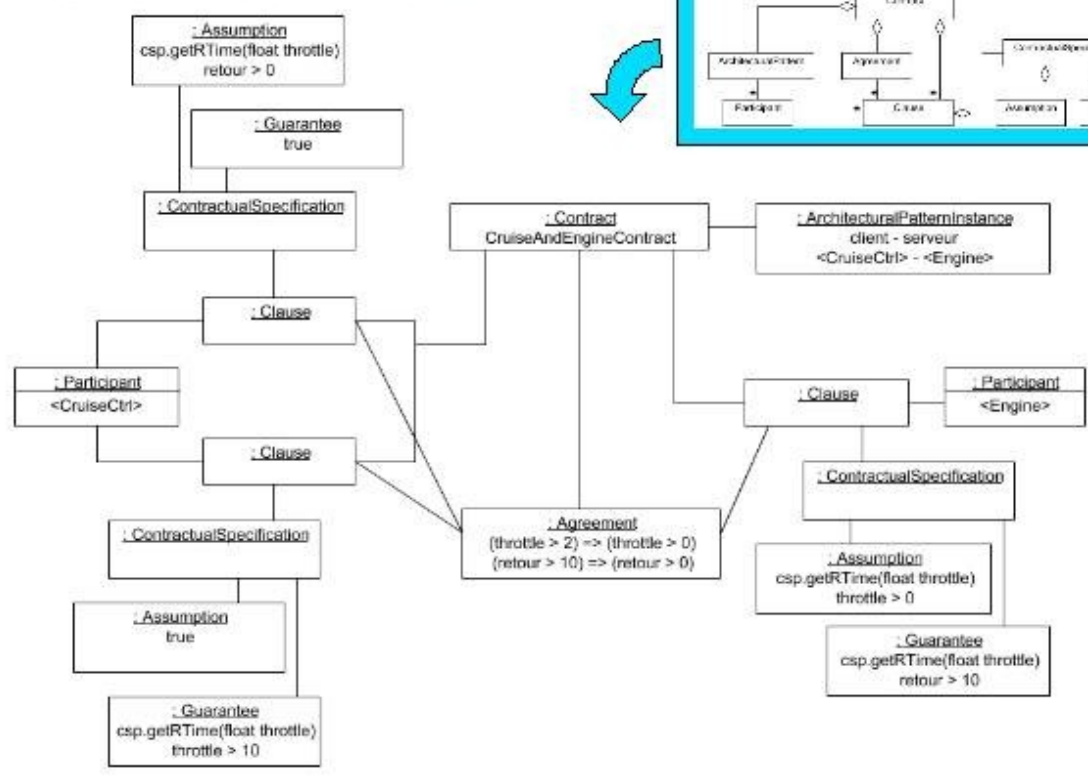 : Assumption
csp.getRTime(float throttle)
retour > 0
: Guarantee
true
: ContractualSpecification
: Clause
: Participant
<CruiseCtrl>
: Clause
: ContractualSpecification
: Assumption
true
: Guarantee
csp.getRTime(float throttle)
throttle > 10
: Contract
CruiseAndEngineContract
: ArchitecturalPatternInstance
client - serveur
<CruiseCtrl> - <Engine>
: Agreement
(throttle > 2) => (throttle > 0)
(retour > 10) => (retour > 0)
: Clause
: Participant
<Engine>
: ContractualSpecification
: Assumption
csp.getRTime(float throttle)
throttle > 0
: Guarantee
csp.getRTime(float throttle)
retour > 10
ArchitecturalPattern
Agreement
Participant
Clause
Assumption